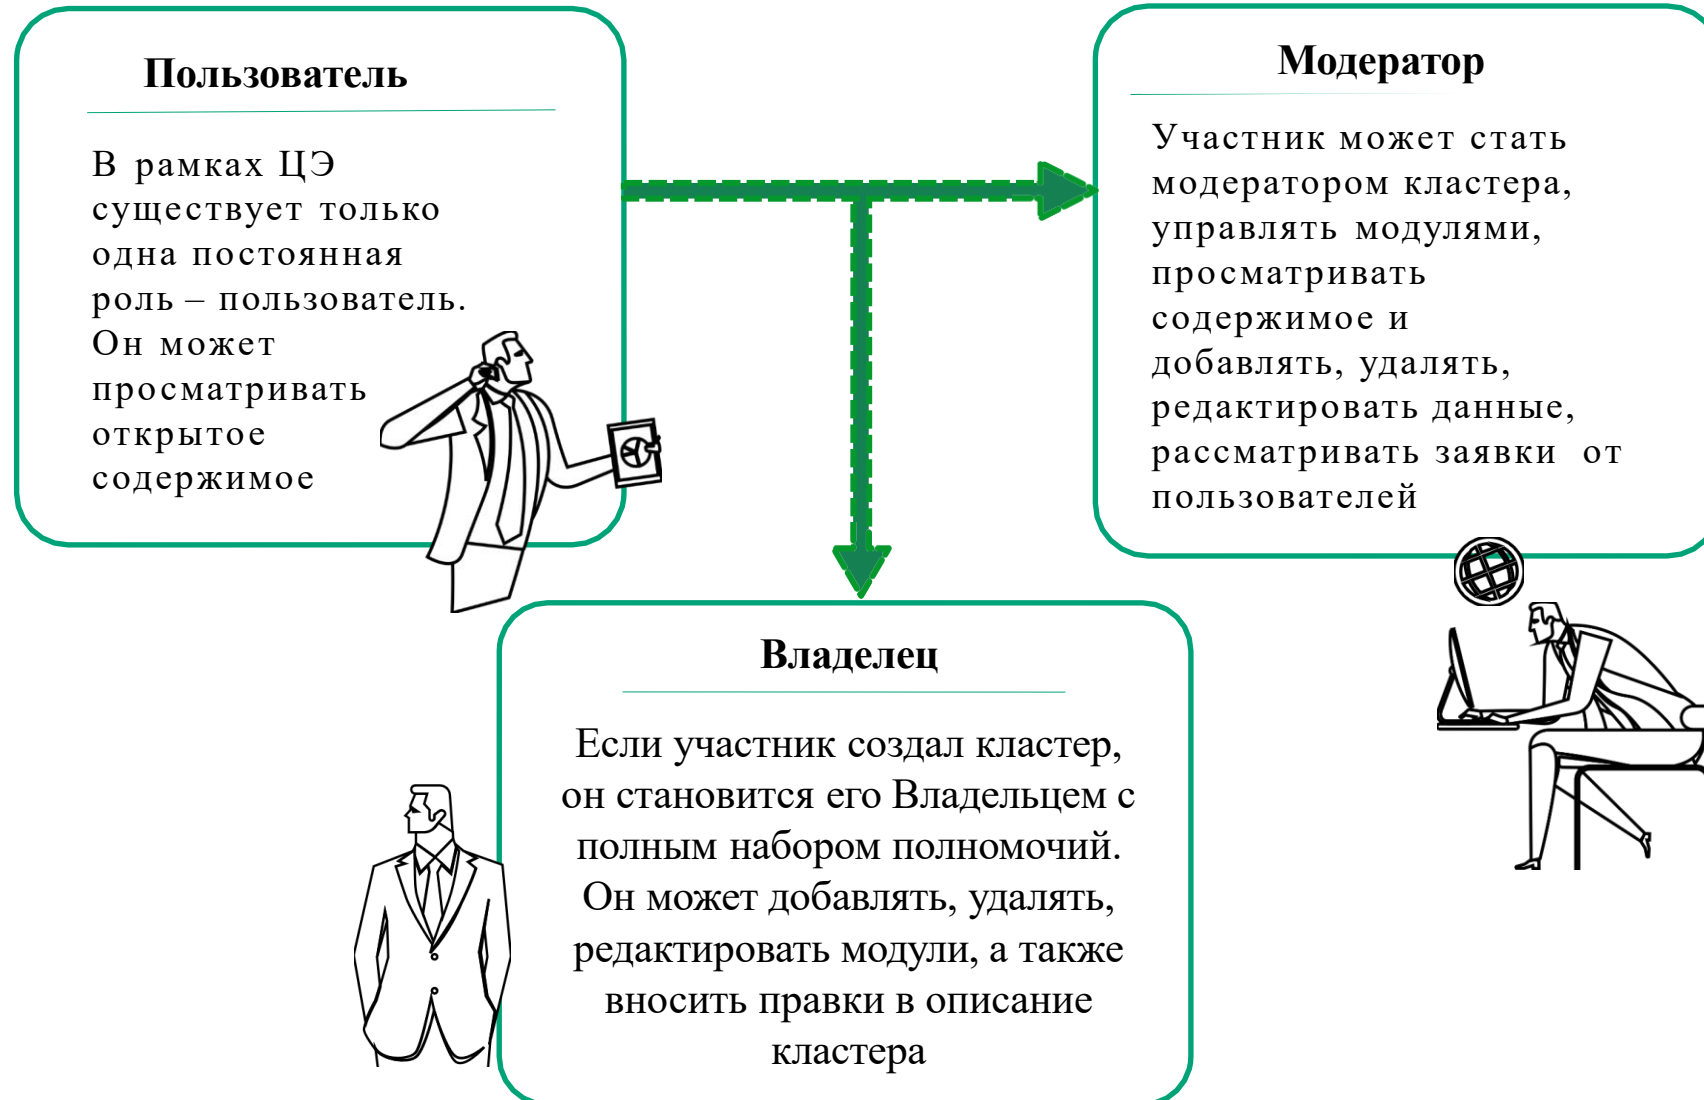 Пользователь
В рамках ЦЭ
существует только
одна постоянная
роль – пользователь.
Он может
просматривать
открытое
содержимое
Модератор
Участник может стать
модератором кластера,
управлять модулями,
просматривать
содержимое и
добавлять, удалять,
редактировать данные,
рассматривать заявки от
пользователей
Владелец
Если участник создал кластер,
он становится его Владельцем с
полным набором полномочий.
Он может добавлять, удалять,
редактировать модули, а также
вносить правки в описание
кластера